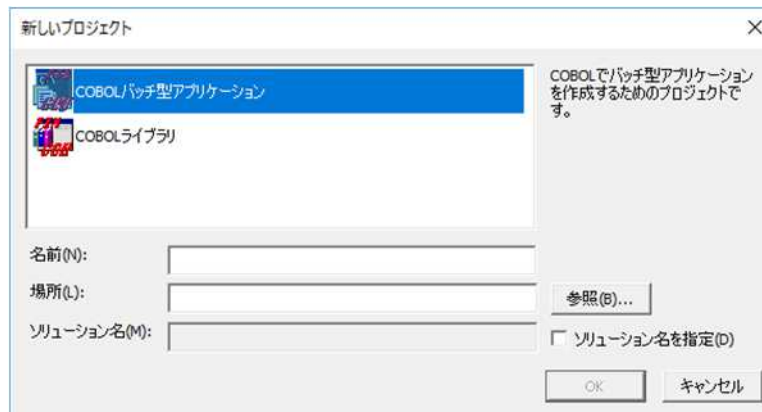 新しいプロジェクト
COBOLバッチ型アプリケーション
COBOLライブラリ
COBOLでバッチ型アプリケーション
を作成するためのプロジェクトで
す。
名前(N):
場所(L):
参照(B)...
ソリューション名(M):
ソリューション名を指定(D)
OK
キャンセル